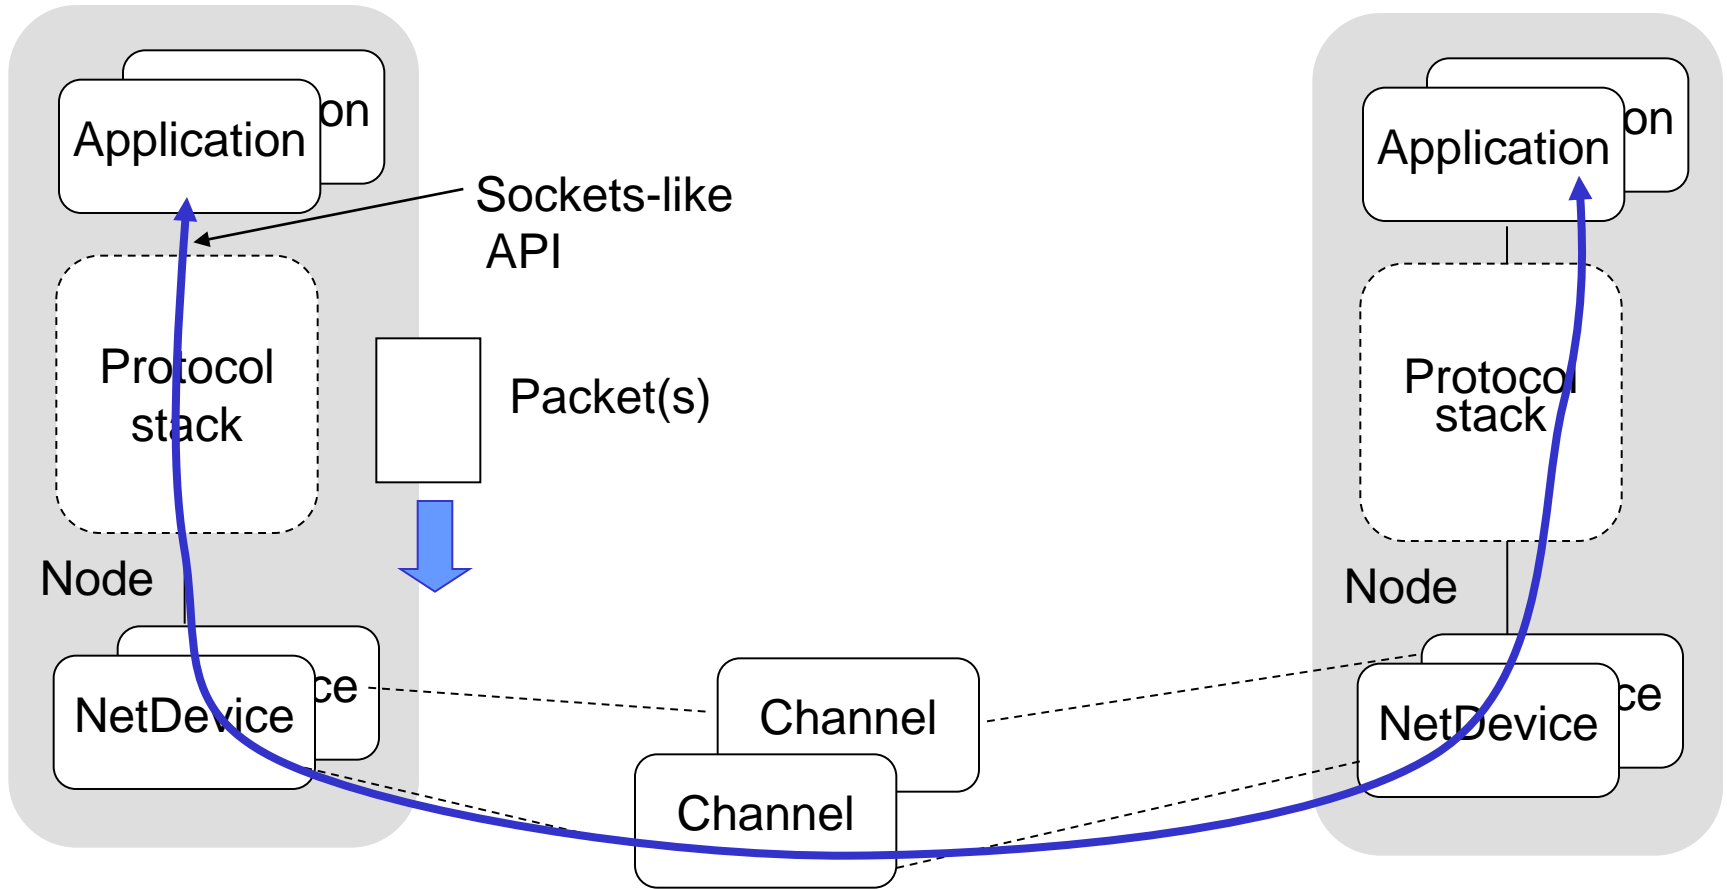 Application
on
Sockets-like
API
Protocol
stack
Packet(s)
Node
NetDevice
ce
Channel
Channel
Application
on
Protocol
stack
Node
NetDevice
ce